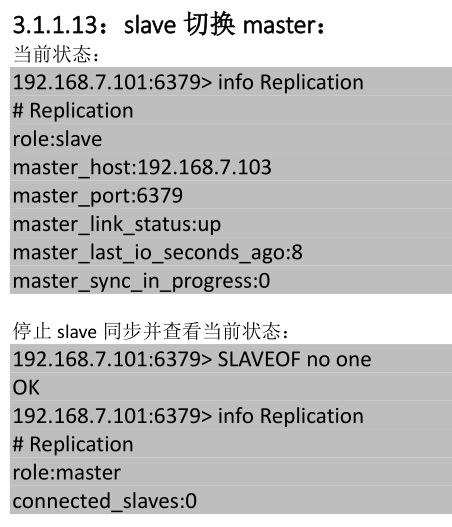 3.1.1.13：slave 切换 master：
当前状态：
192.168.7.101:6379> info Replication
# Replication
role:slave
master_host:192.168.7.103
master_port:6379
master_link_status:up
master_last_io_seconds_ago:8
master_sync_in_progress:0
停止 slave 同步并查看当前状态：
192.168.7.101:6379> SLAVEOF no one
OK
192.168.7.101:6379> info Replication
# Replication
role:master
connected_slaves:0